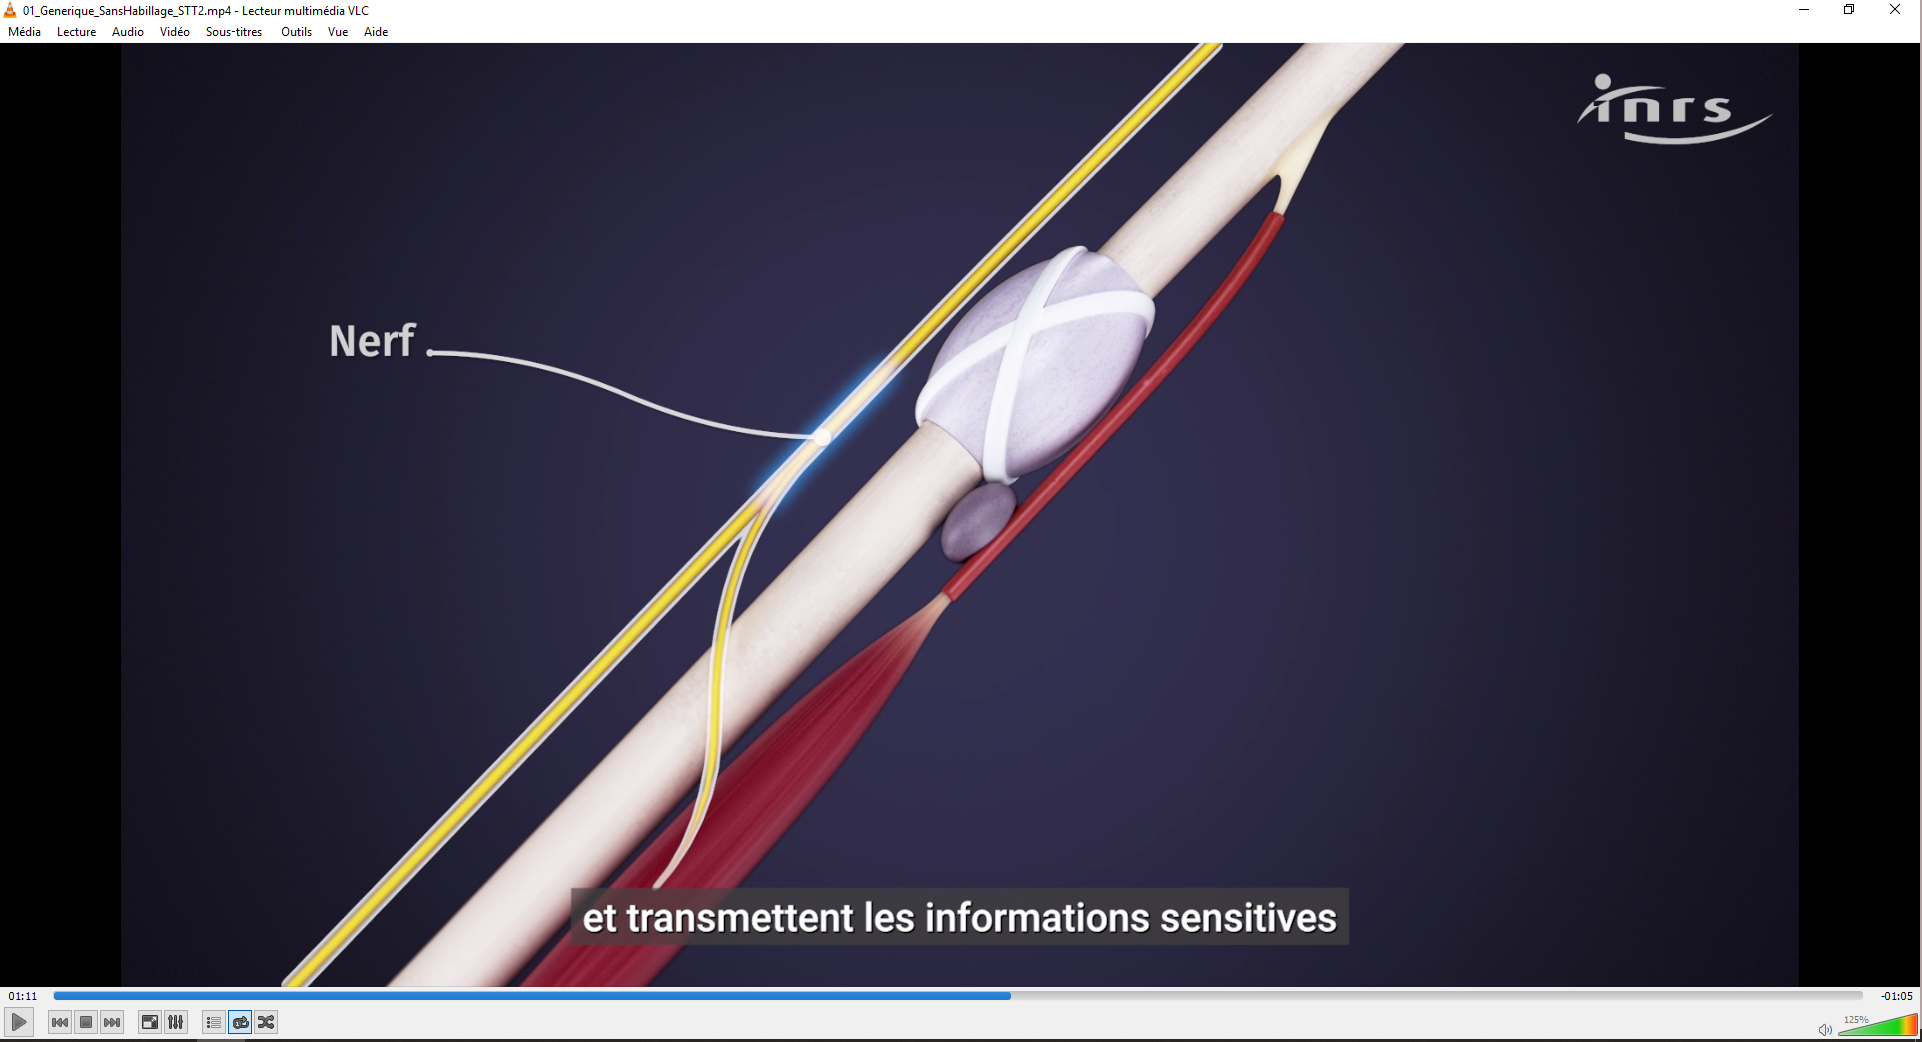 01_Generique_SansHabillage_STT2.mp4 - Lecteur multimédia VLC
Média Lecture Audio Vidéo Sous-titres Outils Vue Aide
inrs
Nerf
et transmettent les informations sensitives
01:11 -01:05
125%